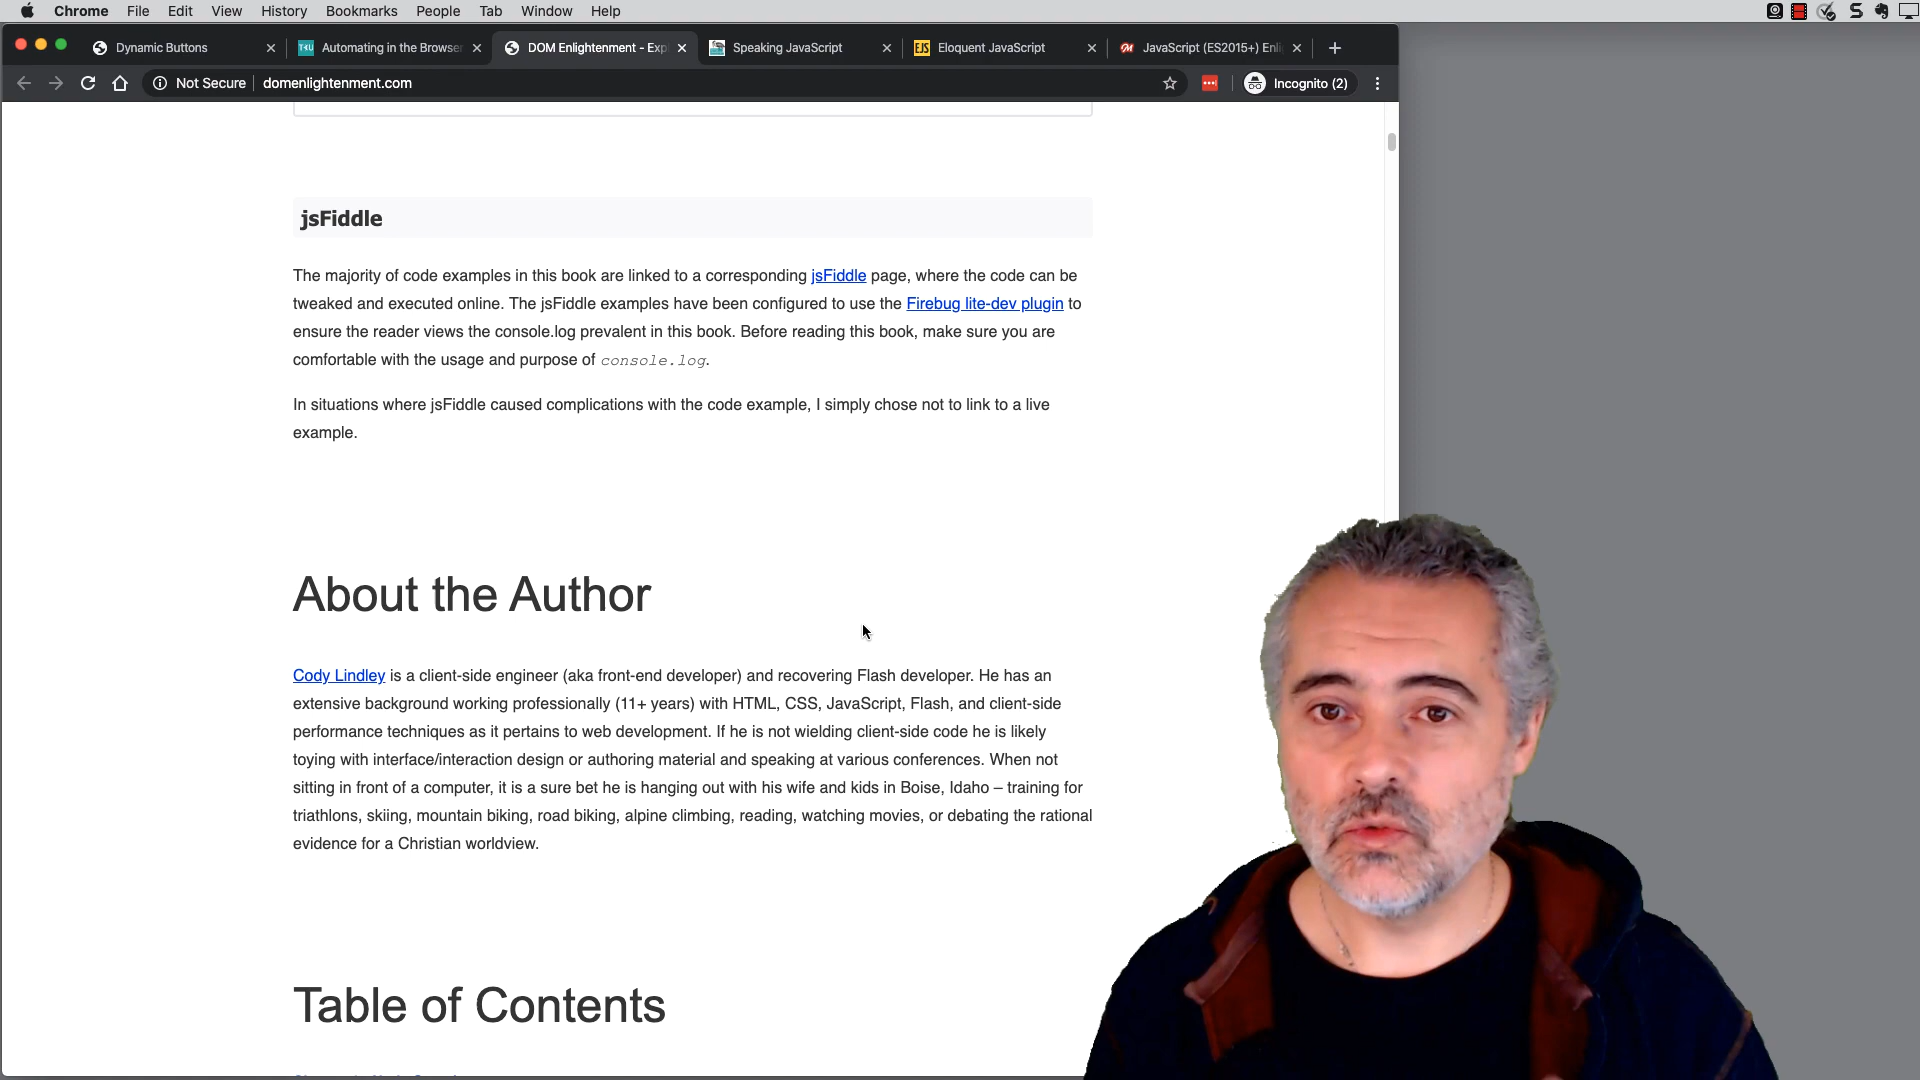 Chrome File Edit View History Bookmarks People Tab Window Help
Dynamic Buttons
Automating in the Browser
DOM Enlightenment - Exp
Speaking JavaScript
EJS Eloquent JavaScript
JavaScript (ES2015+) Enli
Not Secure domenlightenment.com Incognito (2)
jsFiddle
The majority of code examples in this book are linked to a corresponding jsFiddle page, where the code can be
tweaked and executed online. The jsFiddle examples have been configured to use the Firebug lite-dev plugin to
ensure the reader views the console.log prevalent in this book. Before reading this book, make sure you are
comfortable with the usage and purpose of console.log.
In situations where jsFiddle caused complications with the code example, I simply chose not to link to a live
example.
About the Author
Cody Lindley is a client-side engineer (aka front-end developer) and recovering Flash developer. He has an
extensive background working professionally (11+ years) with HTML, CSS, JavaScript, Flash, and client-side
performance techniques as it pertains to web development. If he is not wielding client-side code he is likely
toying with interface/interaction design or authoring material and speaking at various conferences. When not
sitting in front of a computer, it is a sure bet he is hanging out with his wife and kids in Boise, Idaho – training for
triathlons, skiing, mountain biking, road biking, alpine climbing, reading, watching movies, or debating the rational
evidence for a Christian worldview.
Table of Contents